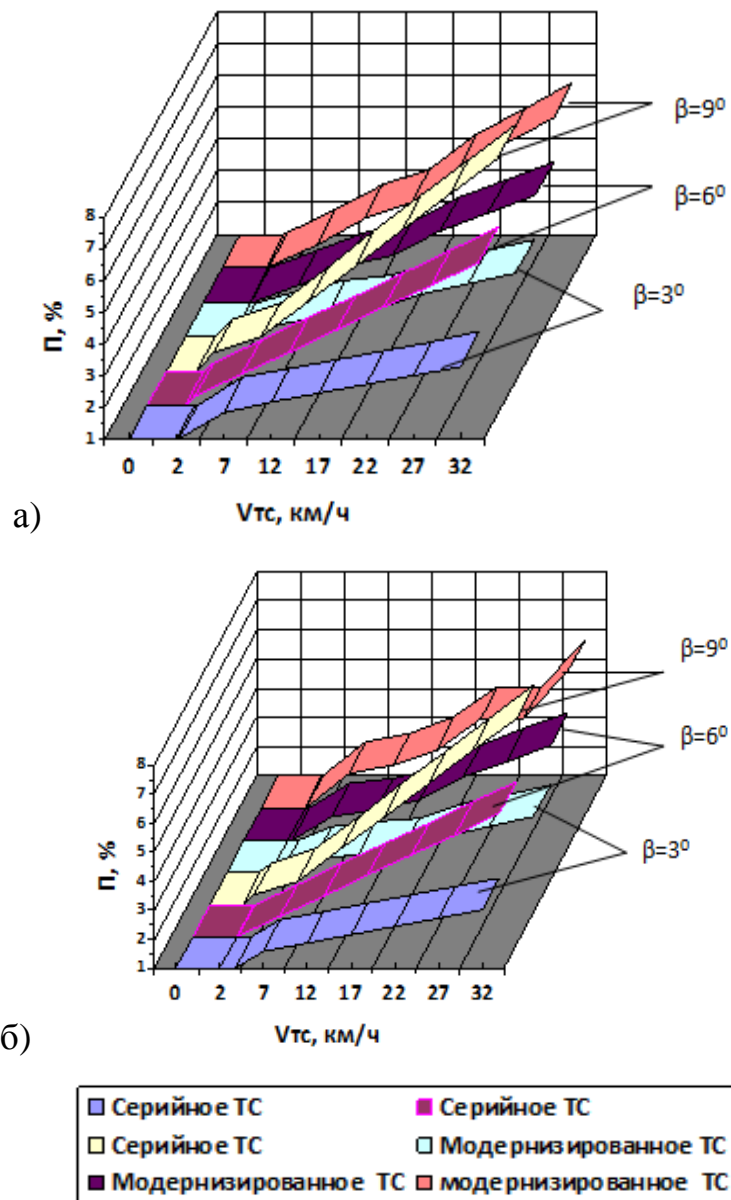 8
7
6
5
4
3
2
1
П, %
0 2 7 12 17 22 27 32
Vтс, км/ч
β=9⁰
β=6⁰
β=3⁰
а)
8
7
6
5
4
3
2
1
П, %
0 2 7 12 17 22 27 32
Vтс, км/ч
β=9⁰
β=6⁰
β=3⁰
б)
Серийное ТС Серийное ТС
Серийное ТС Модернизированное ТС
Модернизированное ТС модернизированное ТС